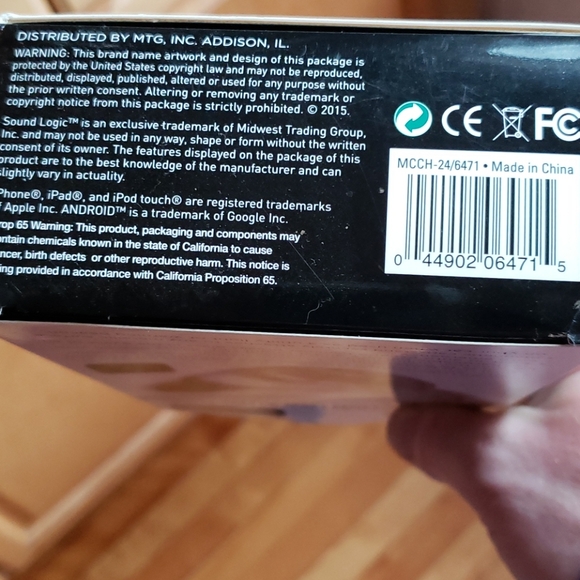 DISTRIBUTED BY MTG, INC. ADDISON, IL.
WARNING: This brand name artwork and design of this package is
protected by the United States copyright law and may not be reproduced,
distributed, displayed, published, altered or used for any purpose without
the prior written consent. Altering or removing any trademark or
copyright notice from this package is strictly prohibited. © 2015.
Sound Logic™ is an exclusive trademark of Midwest Trading Group,
Inc. and may not be used in any way, shape or form without the written
consent of its owner. The features displayed on the package of this
product are to the best knowledge of the manufacturer and can
slightly vary in actuality.
Phone®, iPad®, and iPod touch® are registered trademarks
f Apple Inc. ANDROID™ is a trademark of Google Inc.
rop 65 Warning: This product, packaging and components may
ntain chemicals known in the state of California to cause
ncer, birth defects or other reproductive harm. This notice is
ing provided in accordance with California Proposition 65.
CE FC
MCCH-24/6471 • Made in China
0 44902 06471 5